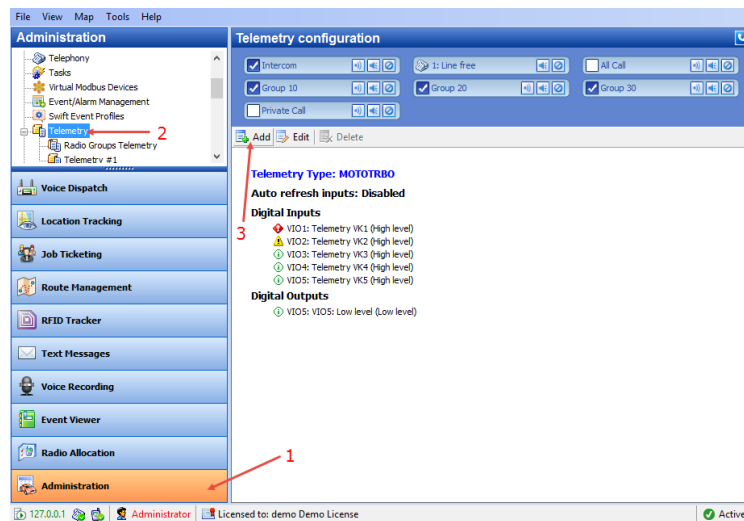 File View Map Tools Help
Administration
Telephony
Tasks
Virtual Modbus Devices
Event/Alarm Management
Swift Event Profiles
Telemetry
2
Radio Groups Telemetry
Telemetry #1
Voice Dispatch
Location Tracking
Job Ticketing
Route Management
RFID Tracker
Text Messages
Voice Recording
Event Viewer
Radio Allocation
Administration
1
Telemetry configuration
Intercom
1: Line free
All Call
Group 10
Group 20
Group 30
Private Call
Add Edit Delete
3
Telemetry Type: MOTOTRBO
Auto refresh inputs: Disabled
Digital Inputs
VIO1: Telemetry VK1 (High level)
VIO2: Telemetry VK2 (High level)
VIO3: Telemetry VK3 (High level)
VIO4: Telemetry VK4 (High level)
VIO5: Telemetry VK5 (High level)
Digital Outputs
VIO5: VIO5: Low level (Low level)
127.0.0.1 Administrator Licensed to: demo Demo License Active